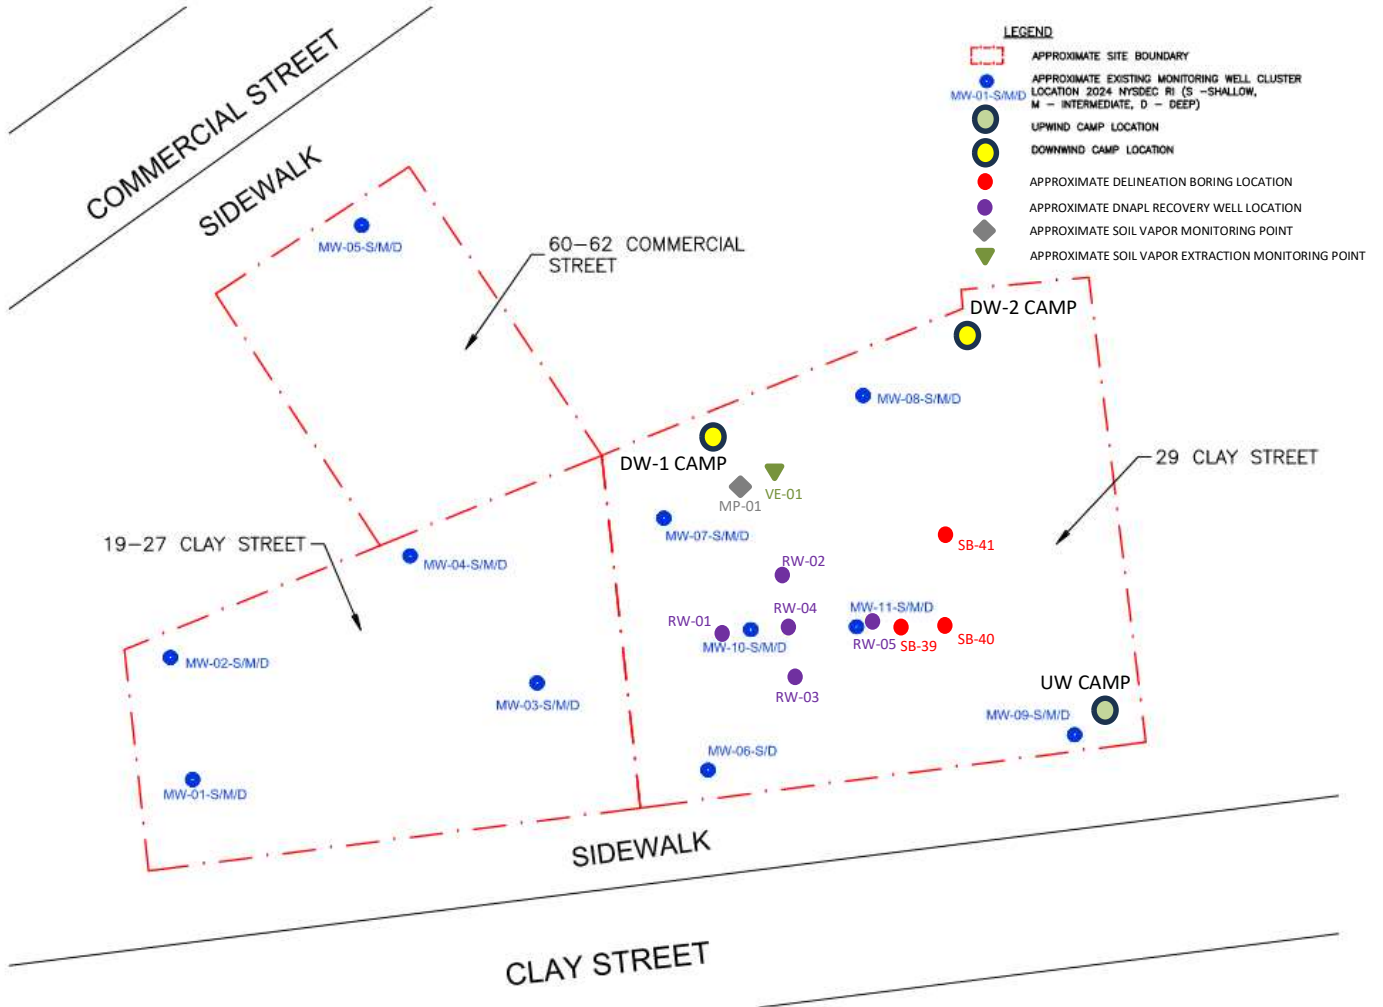 COMMERCIAL STREET
SIDEWALK
LEGEND
APPROXIMATE SITE BOUNDARY
MW-01-S/M/D
APPROXIMATE EXISTING MONITORING WELL CLUSTER
LOCATION 2024 NYSDEC RI (S -SHALLOW,
M - INTERMEDIATE, D - DEEP)
UPWIND CAMP LOCATION
DOWNWIND CAMP LOCATION
APPROXIMATE DELINEATION BORING LOCATION
APPROXIMATE DNAPL RECOVERY WELL LOCATION
APPROXIMATE SOIL VAPOR MONITORING POINT
APPROXIMATE SOIL VAPOR EXTRACTION MONITORING POINT
MW-05-S/M/D
60-62 COMMERCIAL
STREET
DW-2 CAMP
MW-08-S/M/D
DW-1 CAMP
29 CLAY STREET
VE-01
MP-01
MW-07-S/M/D
19-27 CLAY STREET
SB-41
MW-04-S/M/D
RW-02
RW-04
MW-11-S/M/D
RW-01
MW-10-S/M/D
RW-05
SB-39
SB-40
MW-02-S/M/D
RW-03
UW CAMP
MW-03-S/M/D
MW-09-S/M/D
MW-06-S/D
MW-01-S/M/D
SIDEWALK
CLAY STREET